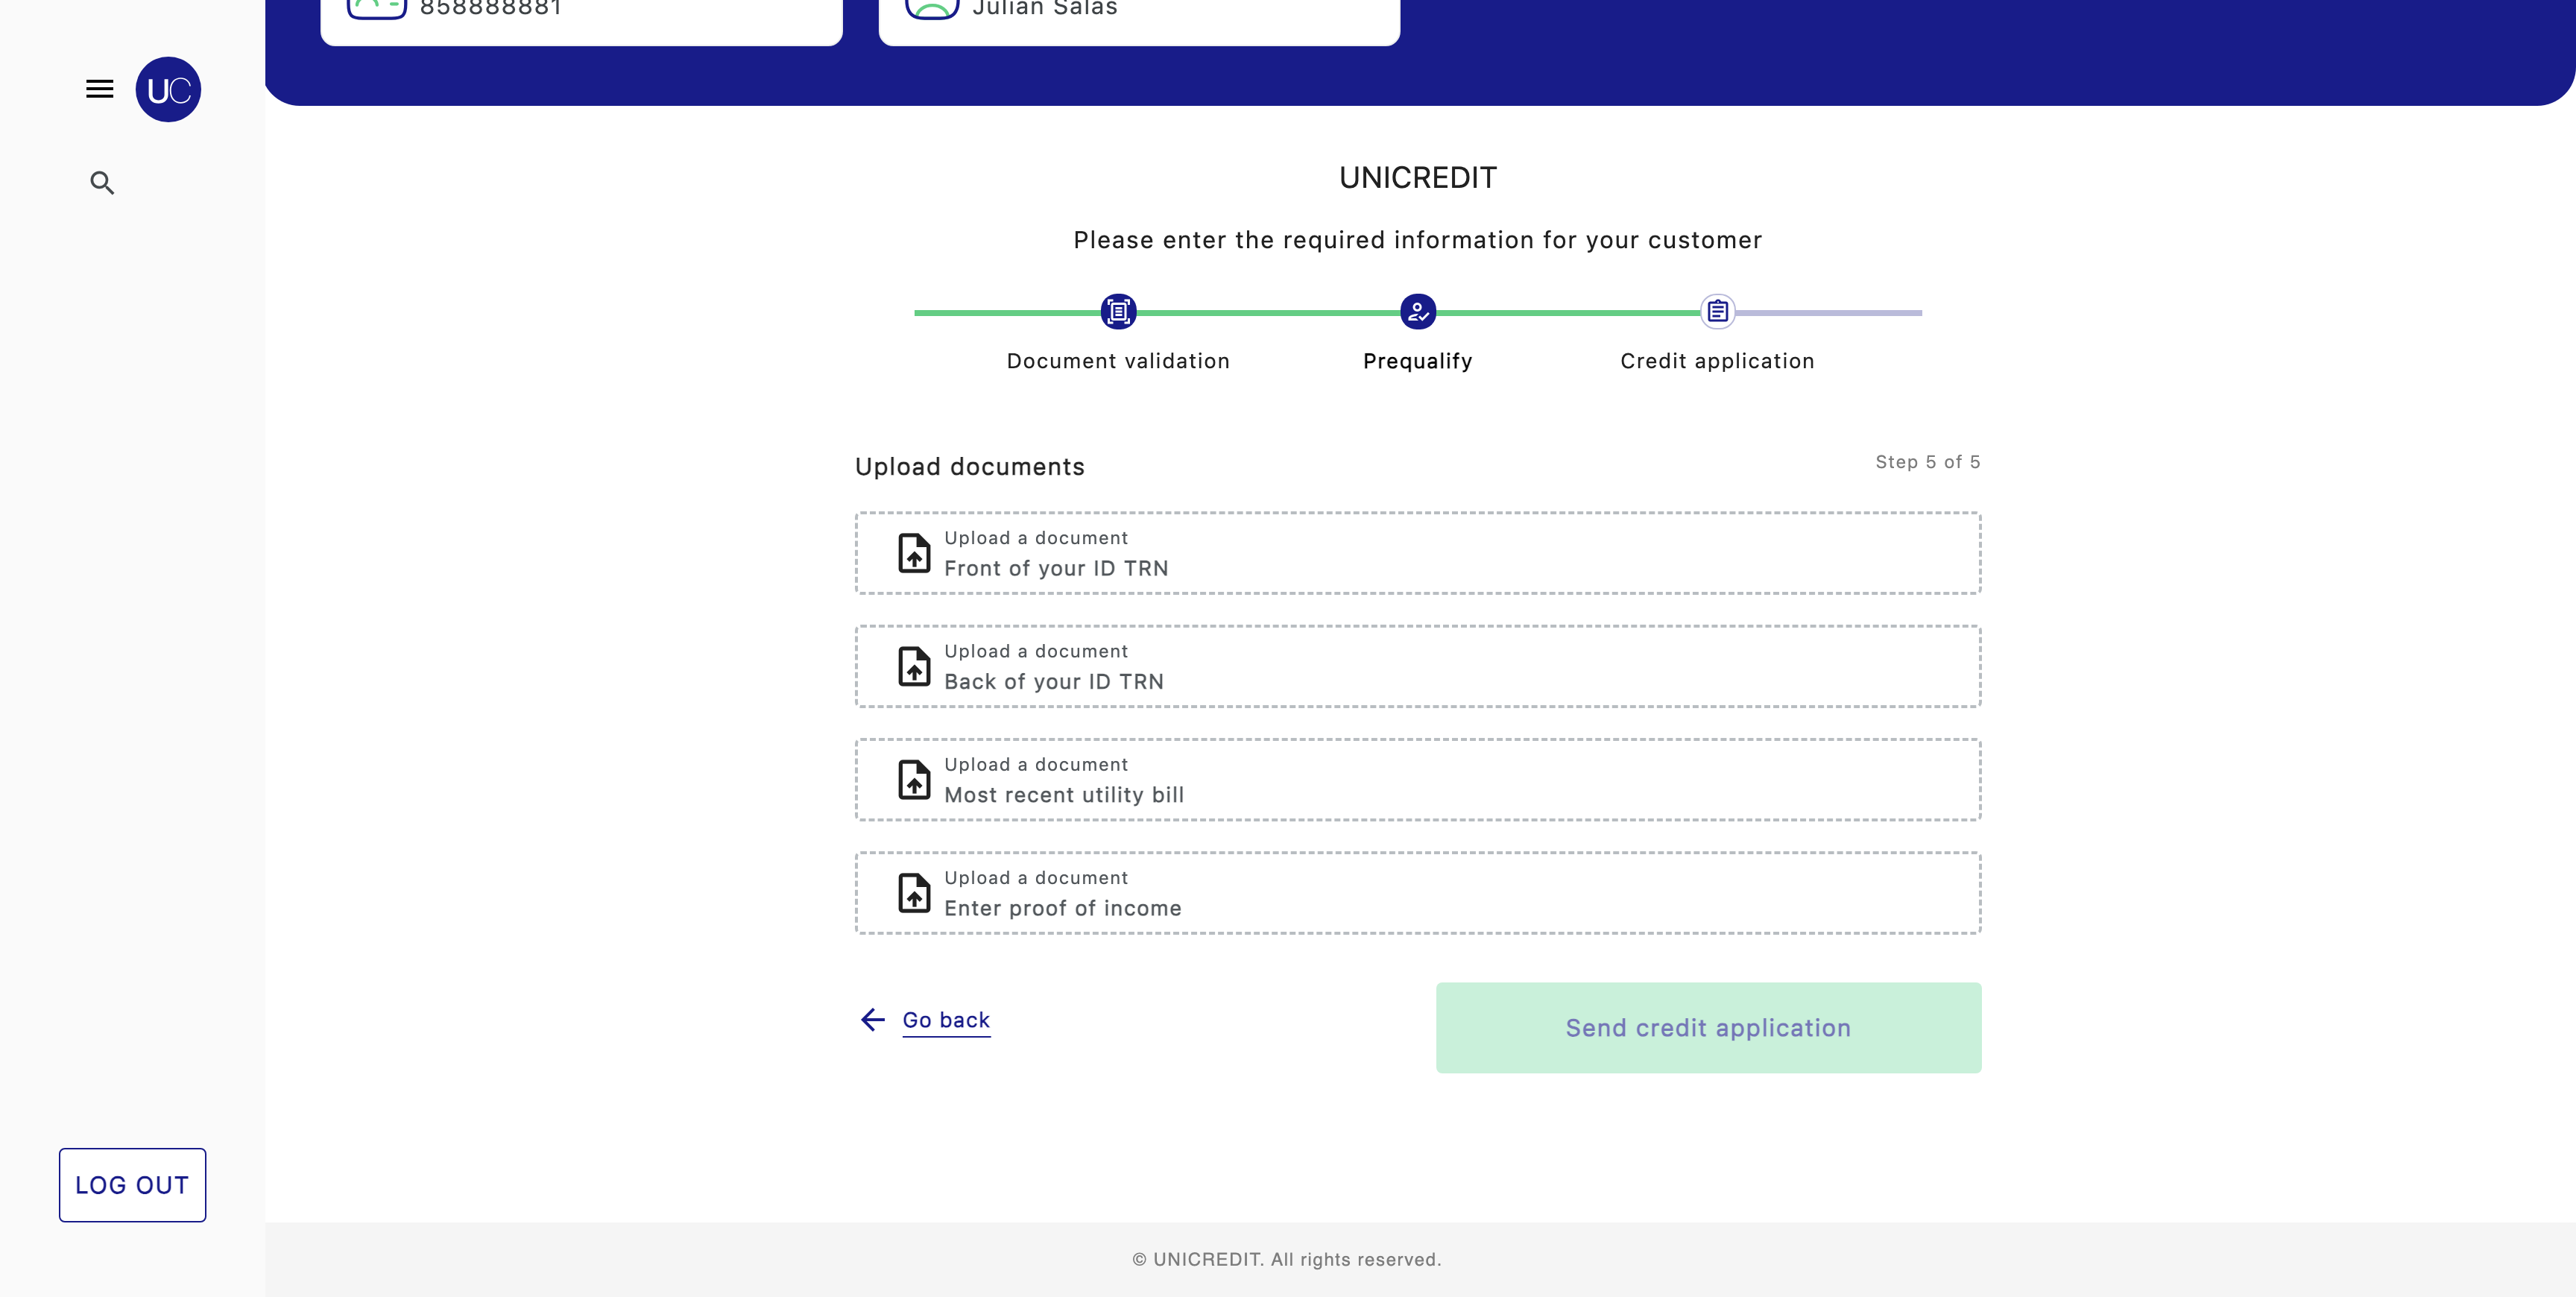 858888881
Julian Salas
UC
UNICREDIT
Please enter the required information for your customer
Document validation
Prequalify
Credit application
Upload documents
Step 5 of 5
Upload a document
Front of your ID TRN
Upload a document
Back of your ID TRN
Upload a document
Most recent utility bill
Upload a document
Enter proof of income
Go back
Send credit application
LOG OUT
© UNICREDIT. All rights reserved.